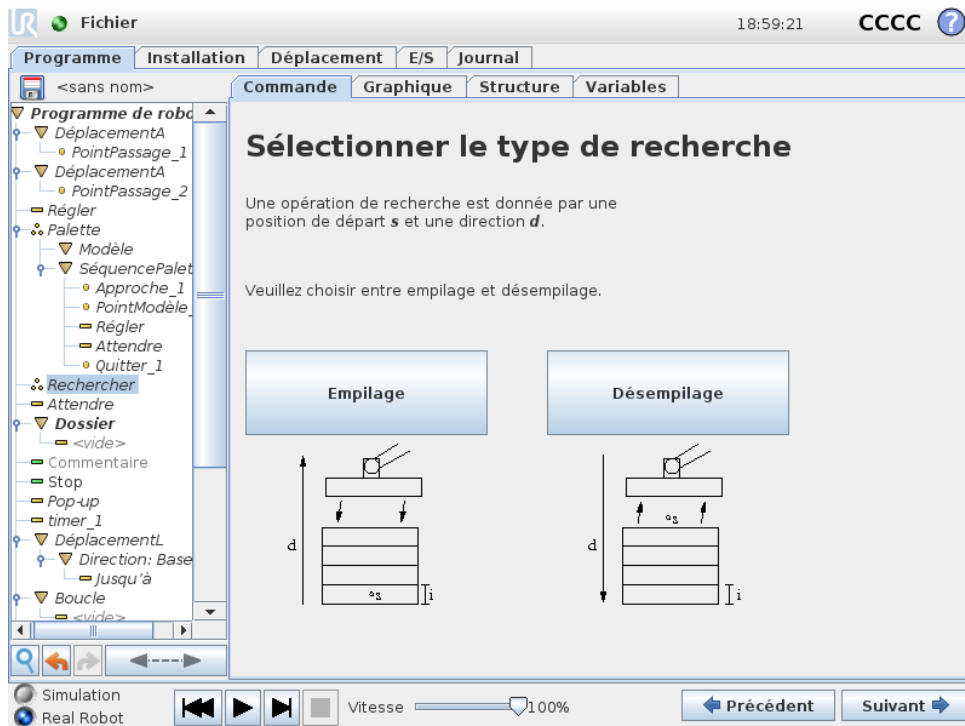 UR Fichier 18:59:21 CCCC ?
Programme Installation Déplacement E/S Journal
<sans nom>
Commande Graphique Structure Variables
Programme de robo
DéplacementA
PointPassage_1
DéplacementA
PointPassage_2
Régler
Palette
Modèle
SéquencePalet
Approche_1
PointModèle_
Régler
Attendre
Quitter_1
Rechercher
Attendre
Dossier
<vide>
Commentaire
Stop
Pop-up
timer_1
DéplacementL
Direction: Base
Jusqu'à
Boucle
<vide>
Sélectionner le type de recherche
Une opération de recherche est donnée par une
position de départ s et une direction d.
Veuillez choisir entre empilage et désempilage.
Empilage
Désempilage
d
s
i
d
s
i
Simulation
Real Robot
Vitesse 100%
Précédent
Suivant